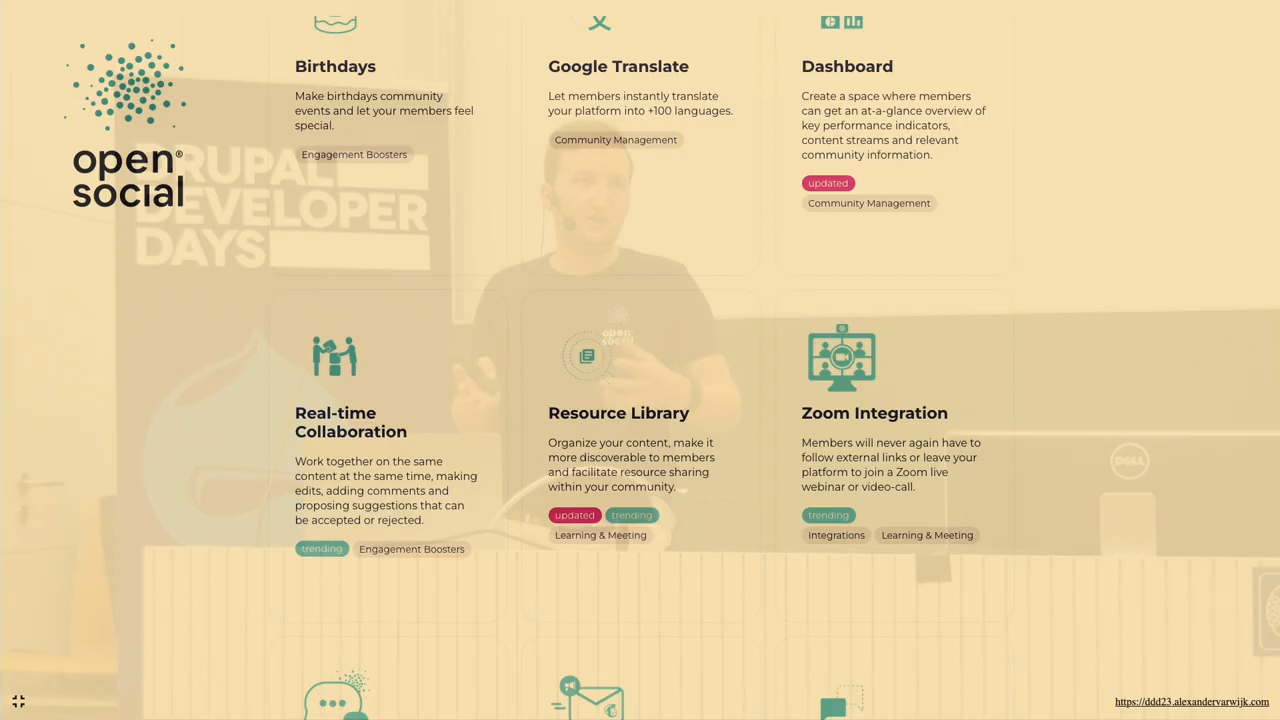 open®
social
DRUPAL
DEVELOPER
DAYS
Birthdays
Make birthdays community
events and let your members feel
special.
Engagement Boosters
Google Translate
Let members instantly translate
your platform into +100 languages.
Community Management
Dashboard
Create a space where members
can get an at-a-glance overview of
key performance indicators,
content streams and relevant
community information.
updated
Community Management
open
social
Real-time
Collaboration
Work together on the same
content at the same time, making
edits, adding comments and
proposing suggestions that can
be accepted or rejected.
trending Engagement Boosters
Resource Library
Organize your content, make it
more discoverable to members
and facilitate resource sharing
within your community.
updated trending
Learning & Meeting
Zoom Integration
Members will never again have to
follow external links or leave your
platform to join a Zoom live
webinar or video-call.
trending
Integrations Learning & Meeting
DELL
https://ddd23.alexandervarwijk.com